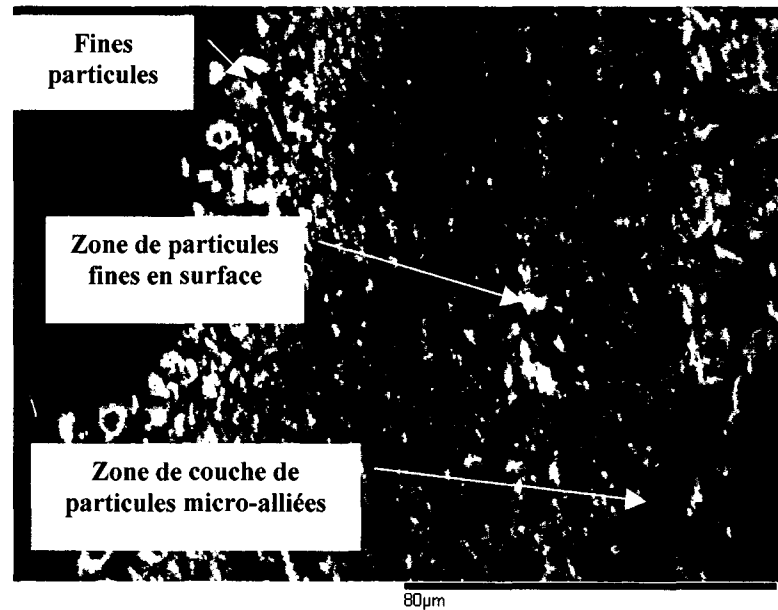 Fines
particules
Zone de particules
fines en surface
Zone de couche de
particules micro-alliées
80µm